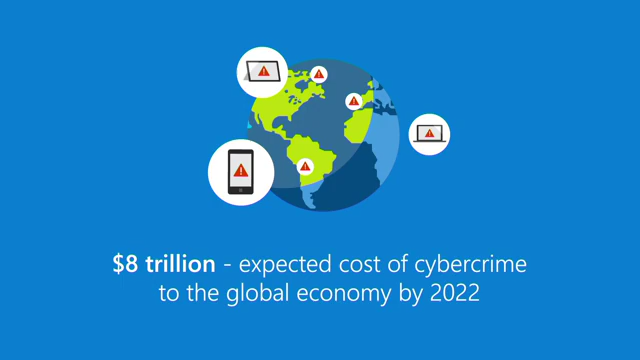 $8 trillion - expected cost of cybercrime
to the global economy by 2022